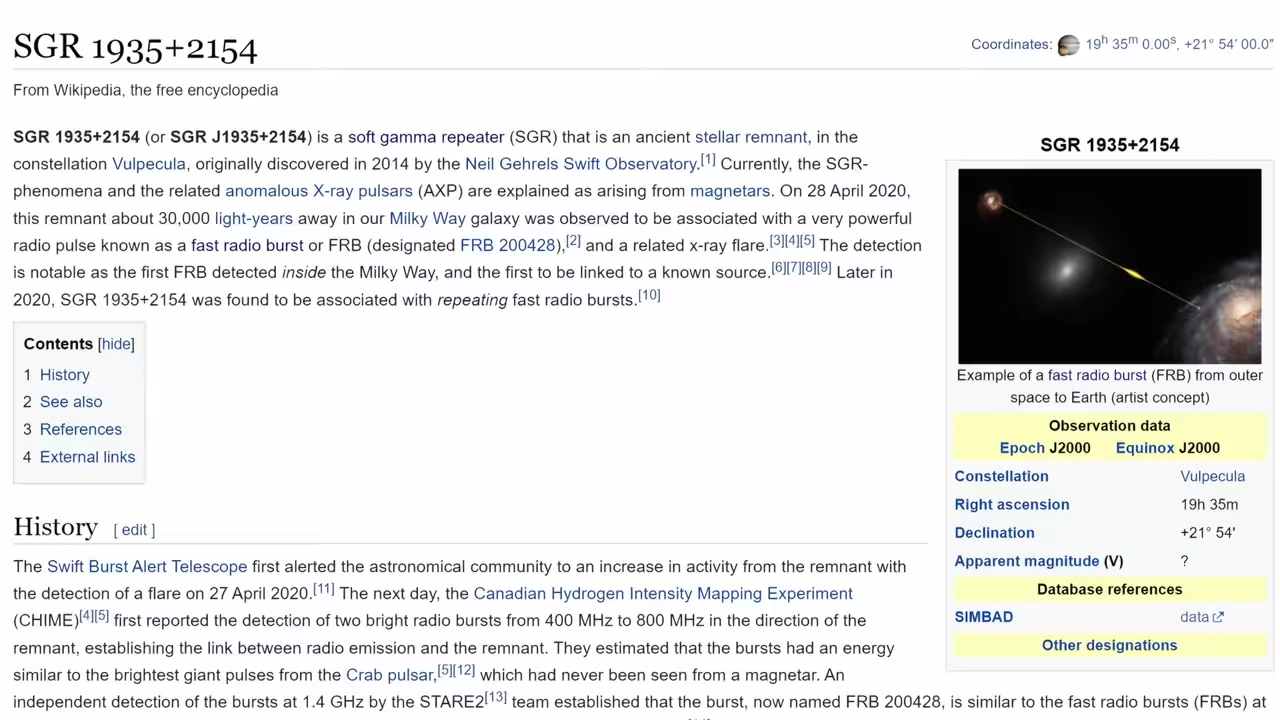 SGR 1935+2154
Coordinates: 19h 35m 0.00s, +21° 54′ 00.0″
From Wikipedia, the free encyclopedia
SGR 1935+2154 (or SGR J1935+2154) is a soft gamma repeater (SGR) that is an ancient stellar remnant, in the
constellation Vulpecula, originally discovered in 2014 by the Neil Gehrels Swift Observatory.[1] Currently, the SGR-
phenomena and the related anomalous X-ray pulsars (AXP) are explained as arising from magnetars. On 28 April 2020,
this remnant about 30,000 light-years away in our Milky Way galaxy was observed to be associated with a very powerful
radio pulse known as a fast radio burst or FRB (designated FRB 200428),[2] and a related x-ray flare.[3][4][5] The detection
is notable as the first FRB detected inside the Milky Way, and the first to be linked to a known source.[6][7][8][9] Later in
2020, SGR 1935+2154 was found to be associated with repeating fast radio bursts.[10]
Contents [hide]
1 History
2 See also
3 References
4 External links
History [ edit ]
The Swift Burst Alert Telescope first alerted the astronomical community to an increase in activity from the remnant with
the detection of a flare on 27 April 2020.[11] The next day, the Canadian Hydrogen Intensity Mapping Experiment
(CHIME)[4][5] first reported the detection of two bright radio bursts from 400 MHz to 800 MHz in the direction of the
remnant, establishing the link between radio emission and the remnant. They estimated that the bursts had an energy
similar to the brightest giant pulses from the Crab pulsar,[5][12] which had never been seen from a magnetar. An
independent detection of the bursts at 1.4 GHz by the STARE2[13] team established that the burst, now named FRB 200428, is similar to the fast radio bursts (FRBs) at
SGR 1935+2154
Example of a fast radio burst (FRB) from outer
space to Earth (artist concept)
Observation data
Epoch J2000 Equinox J2000
Constellation Vulpecula
Right ascension 19h 35m
Declination +21° 54′
Apparent magnitude (V) ?
Database references
SIMBAD data
Other designations